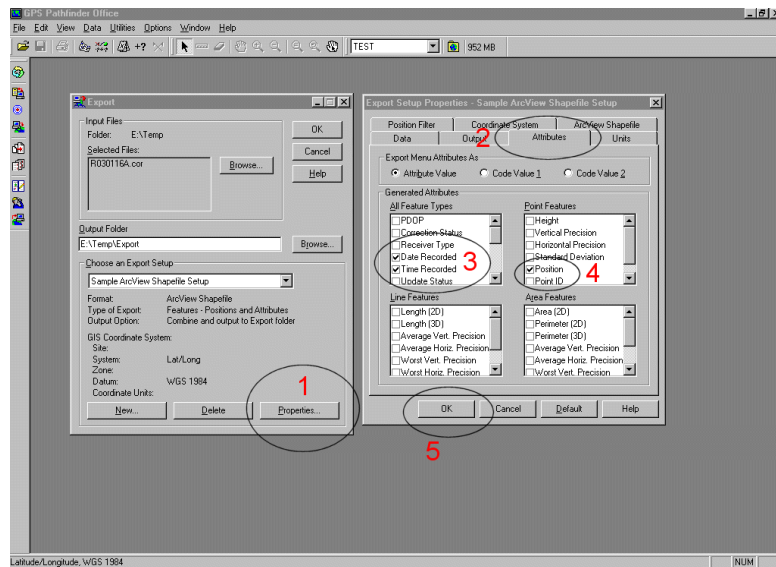 GPS Pathfinder Office
File Edit View Data Utilities Options Window Help
TEST
952 MB
Export
Input Files
Folder: E:\Temp
Selected Files:
R030116A.cor
Browse...
OK
Cancel
Help
Output Folder
E:\Temp\Export
Browse...
Choose an Export Setup
Sample ArcView Shapefile Setup
Format: ArcView Shapefile
Type of Export: Features - Positions and Attributes
Output Option: Combine and output to Export folder
GIS Coordinate System:
Site:
System: Lat/Long
Zone:
Datum: WGS 1984
Coordinate Units:
1
New... Delete Properties...
Export Setup Properties - Sample ArcView Shapefile Setup
Position Filter Coordinate System ArcView Shapefile
Data Output Attributes Units
2
Export Menu Attributes As
Attribute Value Code Value 1 Code Value 2
Generated Attributes
All Feature Types
PDOP
Correction Status
Receiver Type
Date Recorded
Time Recorded
Update Status
3
Point Features
Height
Vertical Precision
Horizontal Precision
Standard Deviation
Position
Point ID
4
Line Features
Length (2D)
Length (3D)
Average Vert. Precision
Average Horiz. Precision
Worst Vert. Precision
Worst Horiz. Precision
Area Features
Area (2D)
Perimeter (2D)
Perimeter (3D)
Average Vert. Precision
Average Horiz. Precision
Worst Vert. Precision
OK Cancel Default Help
5
Latitude/Longitude, WGS 1984
NUM